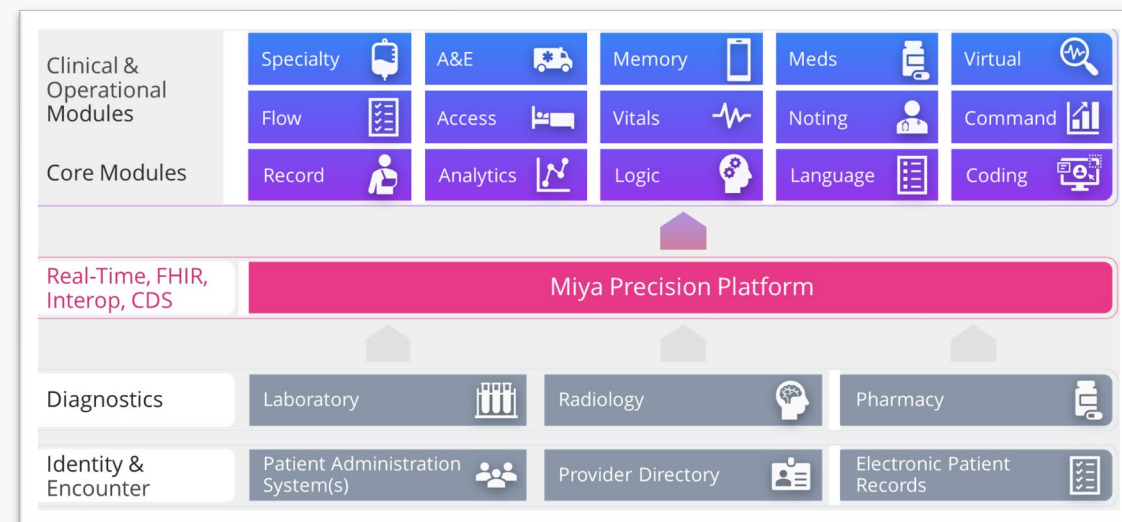 Clinical &
Operational
Modules
Specialty
A&E
Memory
Meds
Virtual
Flow
Access
Vitals
Noting
Command
Core Modules
Record
Analytics
Logic
Language
Coding
Real-Time, FHIR,
Interop, CDS
Miya Precision Platform
Diagnostics
Laboratory
Radiology
Pharmacy
Identity &
Encounter
Patient Administration
System(s)
Provider Directory
Electronic Patient
Records